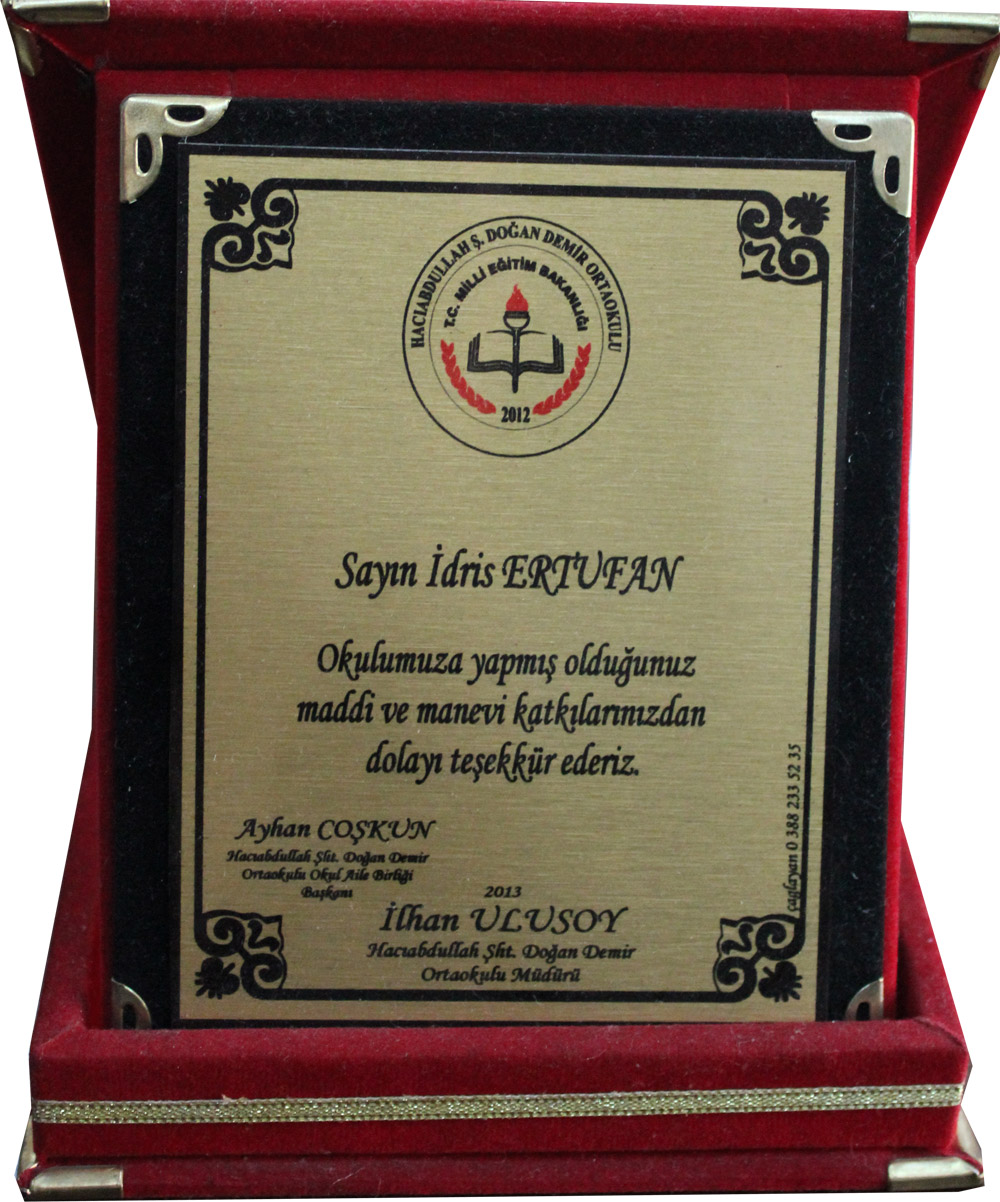 HACIABDULLAH Ş. DOĞAN DEMİR ORTAOKULU
T.C. MİLLİ EĞİTİM BAKANLIĞI
2012
Sayın İdris ERTUFAN
Okulumuza yapmış olduğunuz
maddi ve manevi katkılarınızdan
dolayı teşekkür ederiz.
Ayhan COŞKUN
Hacıabdullah Şht. Doğan Demir
Ortaokulu Okul Aile Birliği
Başkanı
2013
İlhan ULUSOY
Hacıabdullah Şht. Doğan Demir
Ortaokulu Müdürü
çağlayan 0 388 233 52 35